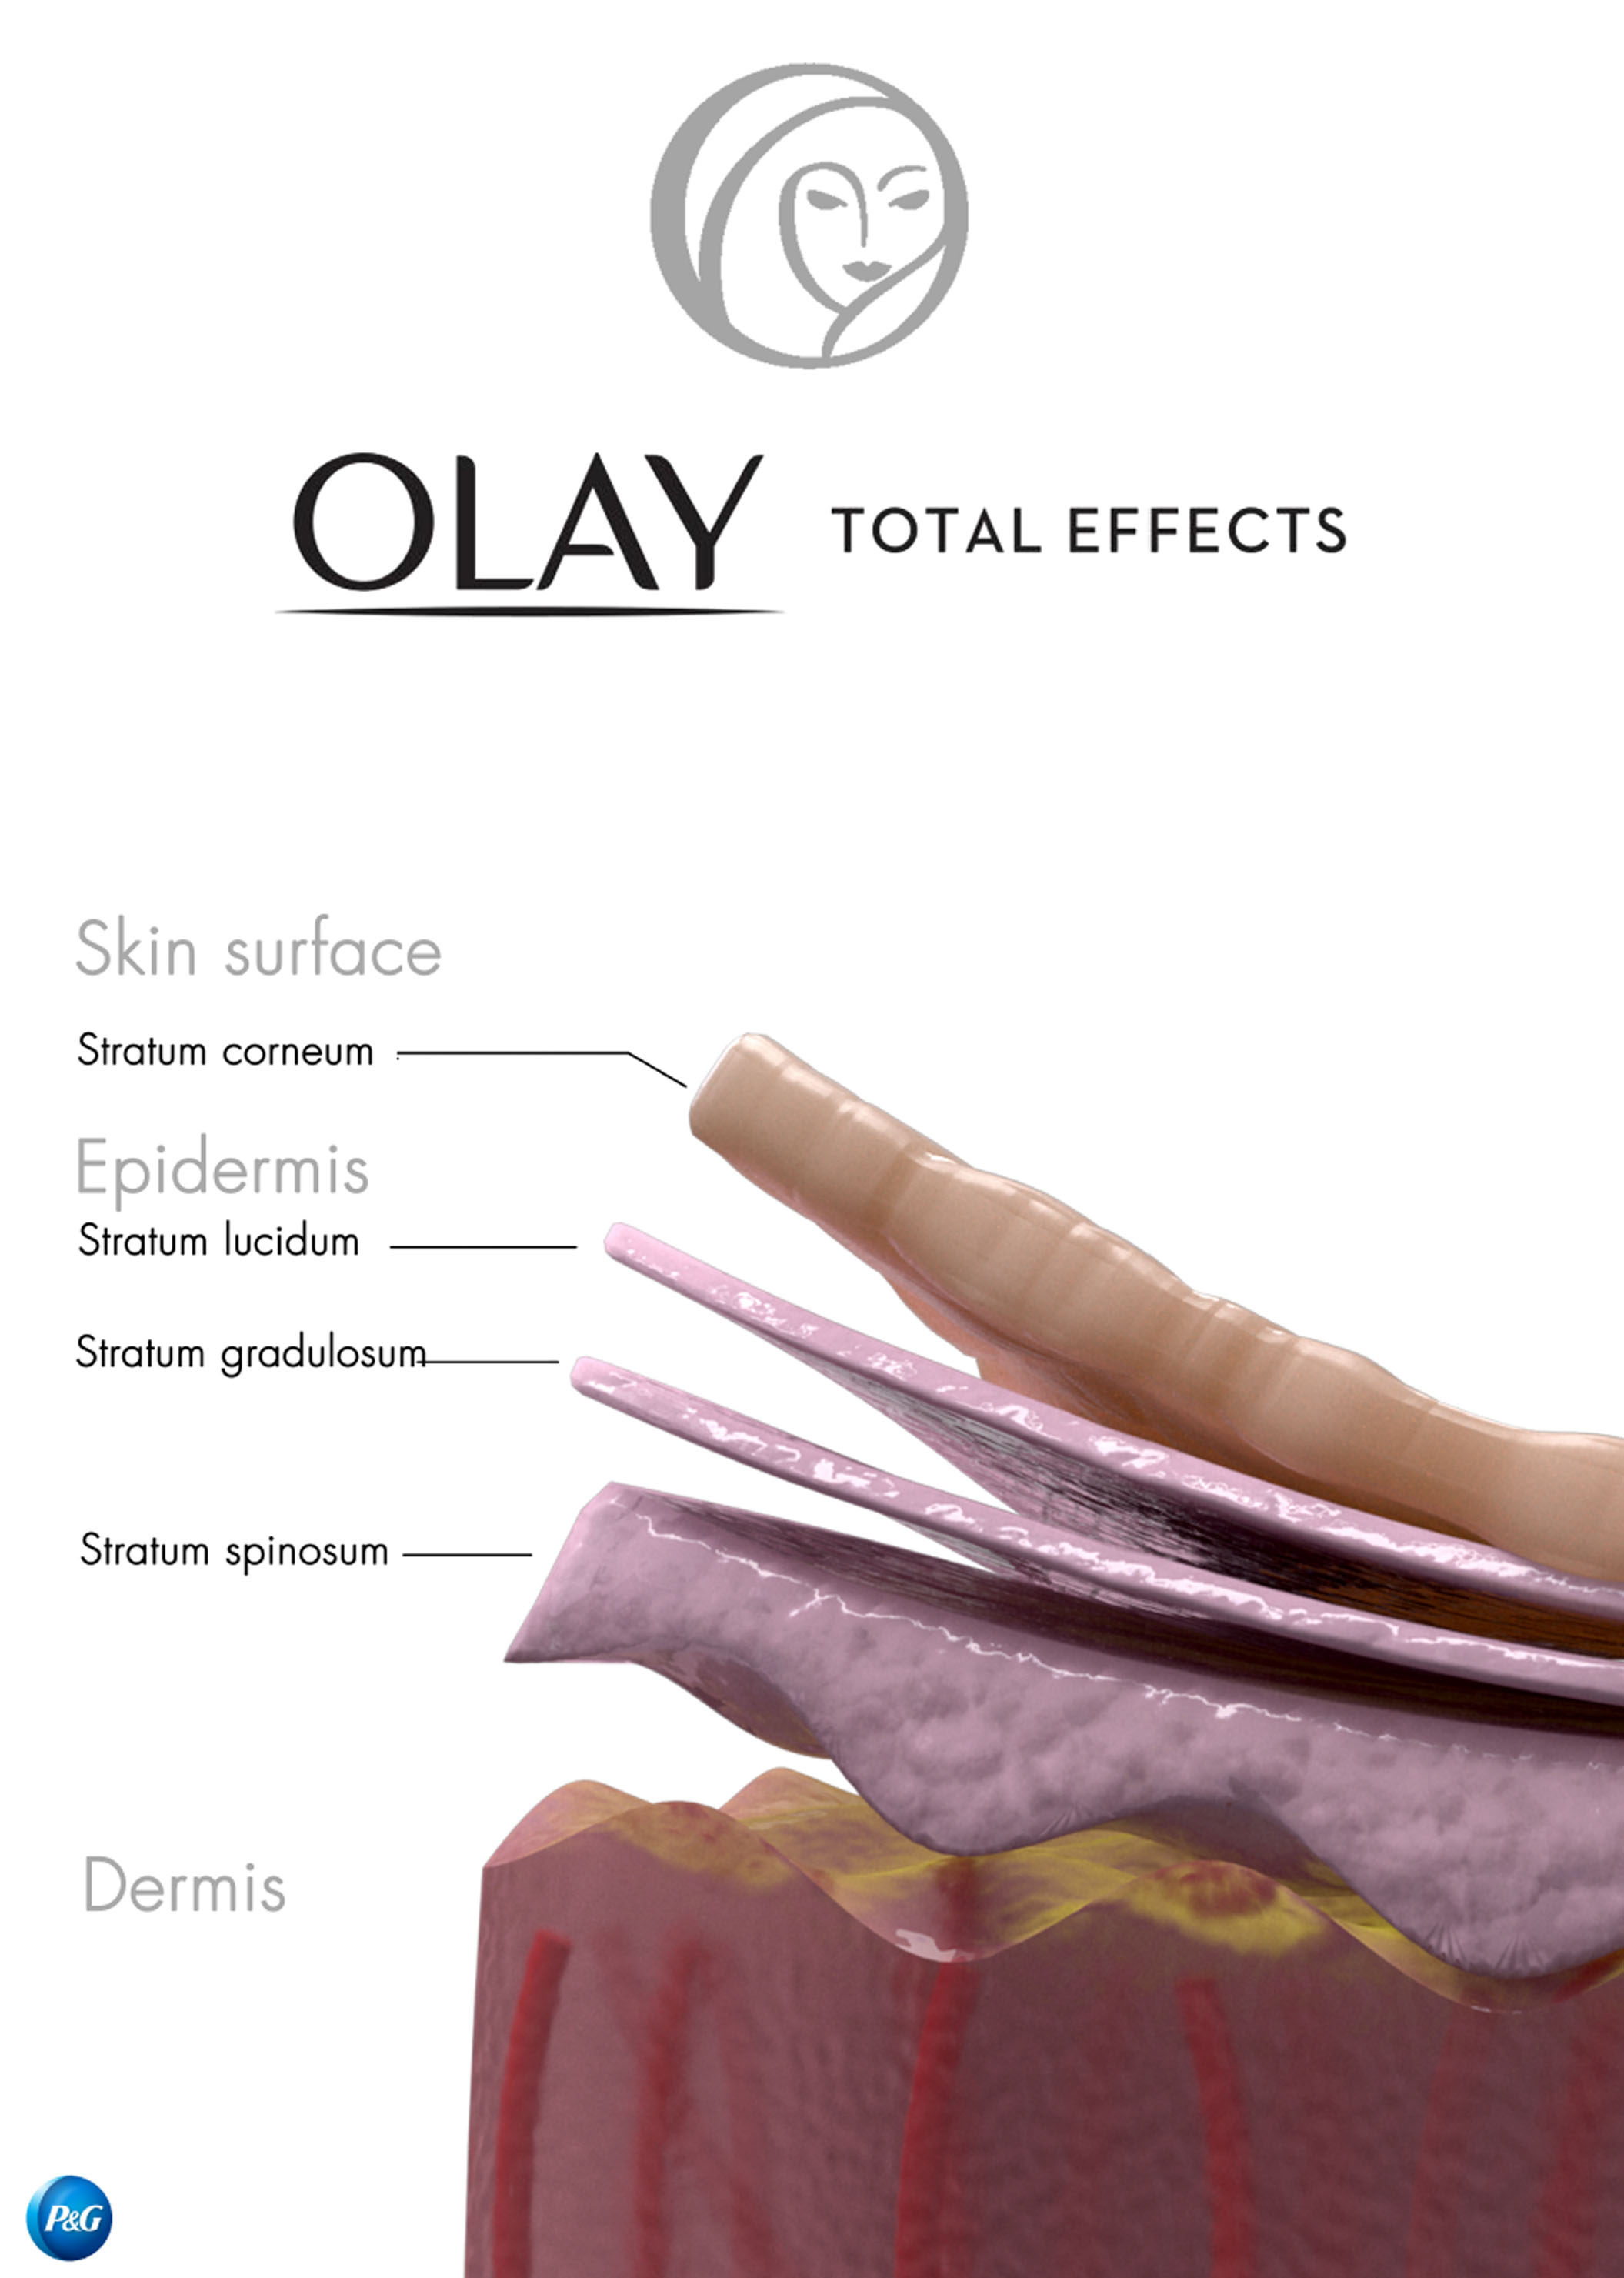 OLAY TOTAL EFFECTS
Skin surface
Stratum corneum
Epidermis
Stratum lucidum
Stratum gradulosum
Stratum spinosum
Dermis
P&G